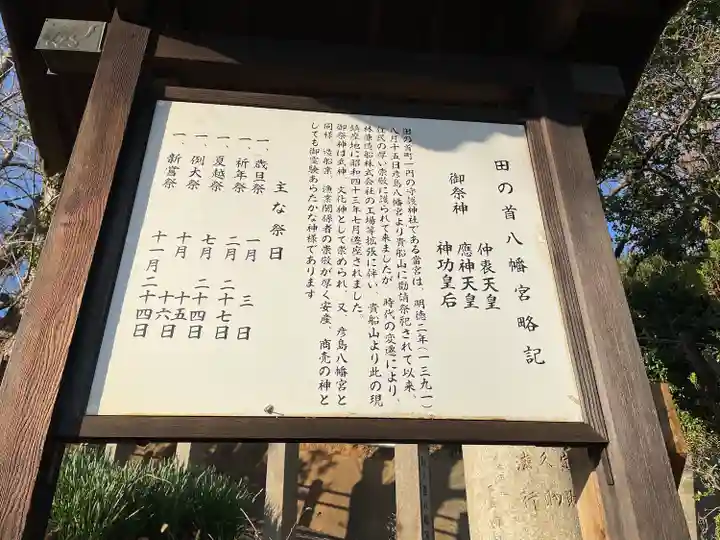 田の首八幡宮略記
御祭神
仲哀天皇
應神天皇
神功皇后
田の首町一円の守護神社である當宮は、明徳二年(一三九一)
八月十五日彦島八幡宮より貴船山に勧請祭祀されて以来、
住民の厚い崇敬に護られて来ましたが、時代の変遷により、
林兼造船株式会社の工場等拡張に伴い、貴船山より此の現
鎮座地に昭和四十三年七月遷座されました。
御祭神は武神、文化神として崇められ、又、彦島八幡宮と
同様、造船業、漁業関係者の崇敬が厚く安産、商売の神と
しても御霊験あらたかな神様であります
主な祭日
一、歳旦祭 一月 三日
一、祈年祭 二月 二十七日
一、夏越祭 七月 二十四日
一、例大祭 十月 十五 十六日
一、新嘗祭 十一月二十四日